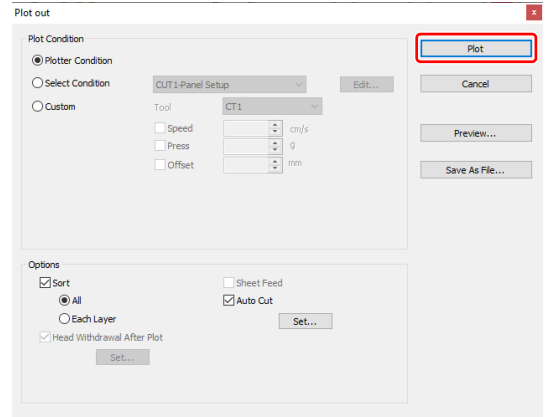 Plot out
Plot Condition
Plotter Condition
Select Condition
CUT1-Panel Setup
Edit...
Custom
Tool
CT1
Speed
cm/s
Press
g
Offset
mm
Plot
Cancel
Preview...
Save As File...
Options
Sort
All
Each Layer
Head Withdrawal After Plot
Set...
Sheet Feed
Auto Cut
Set...